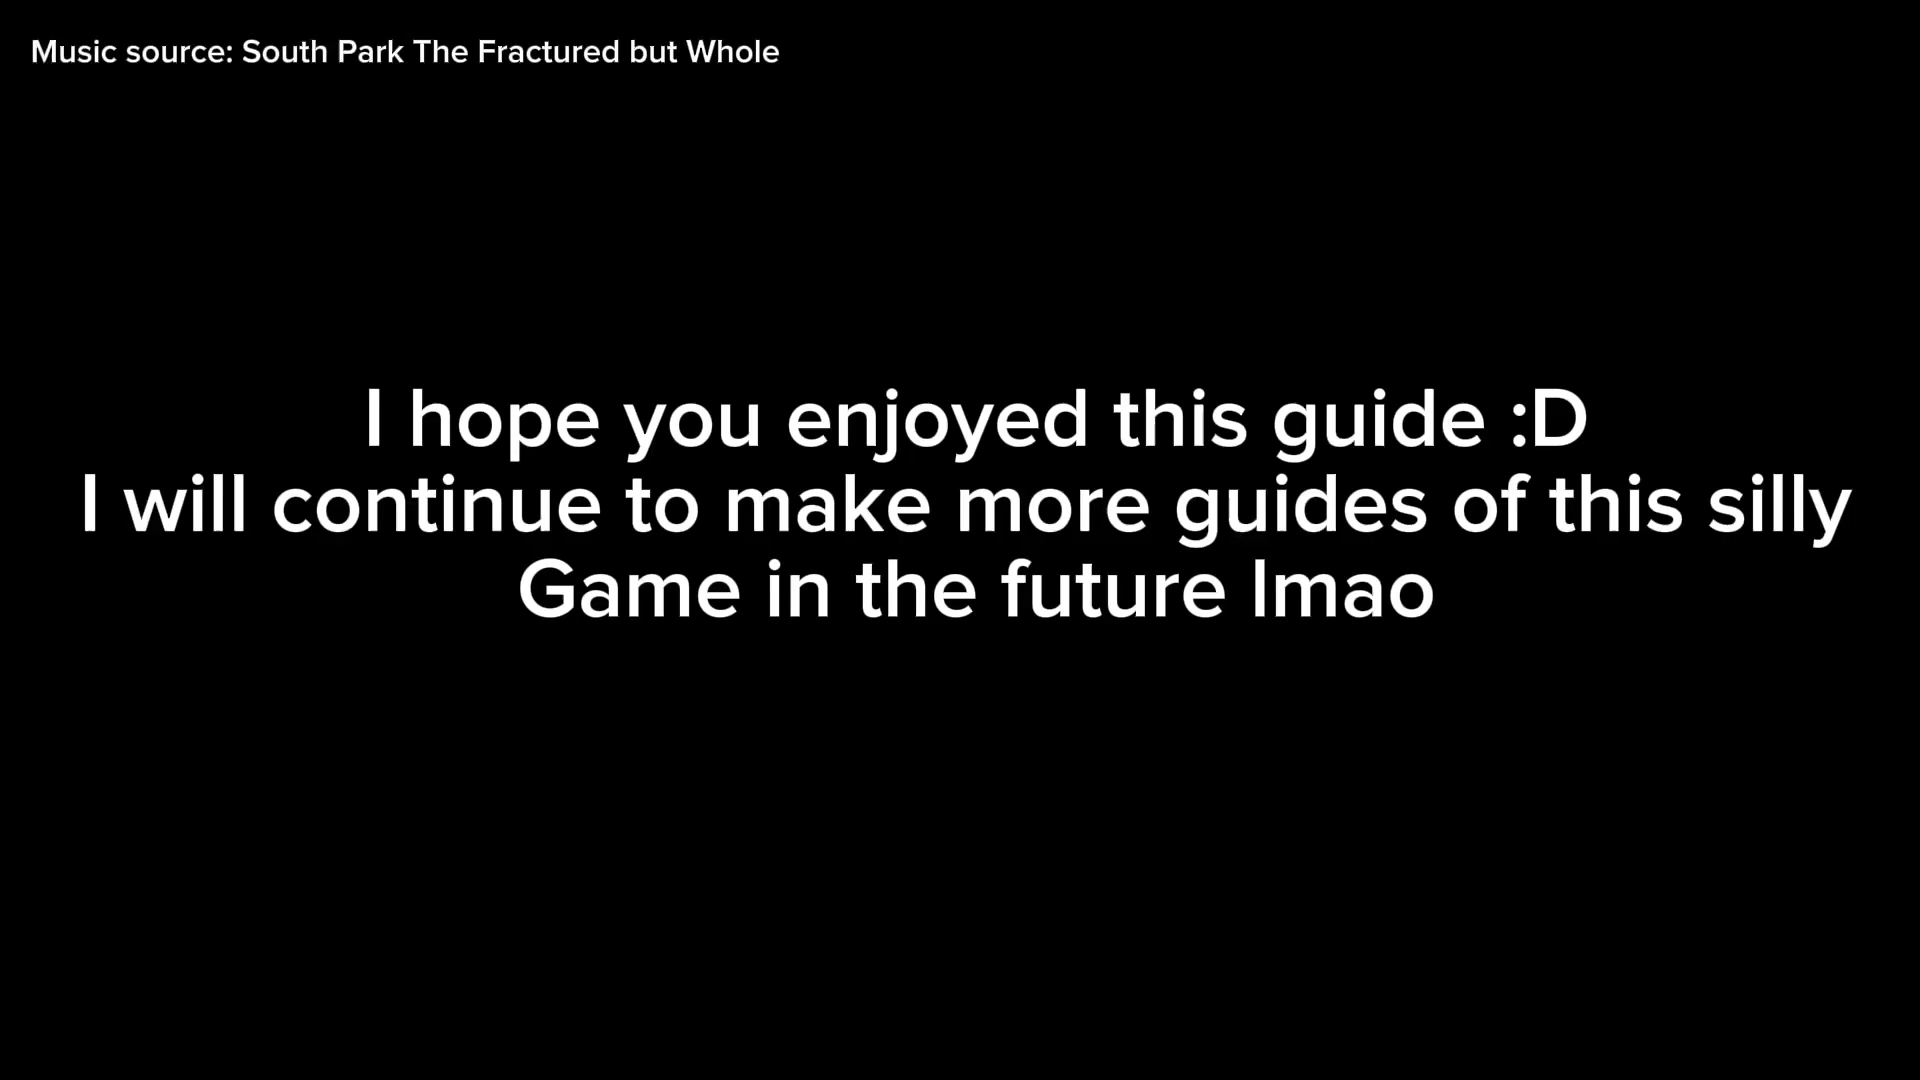 Music source: South Park The Fractured but Whole
I hope you enjoyed this guide :D
I will continue to make more guides of this silly
Game in the future lmao